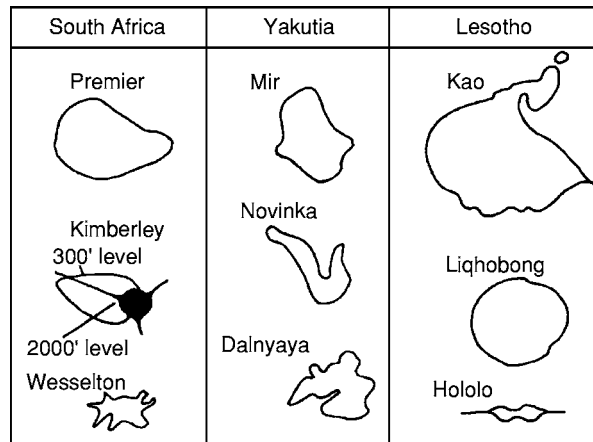 South Africa
Premier
Kimberley
300' level
2000' level
Wesselton
Yakutia
Mir
Novinka
Dalnyaya
Lesotho
Kao
Liqhobong
Hololo